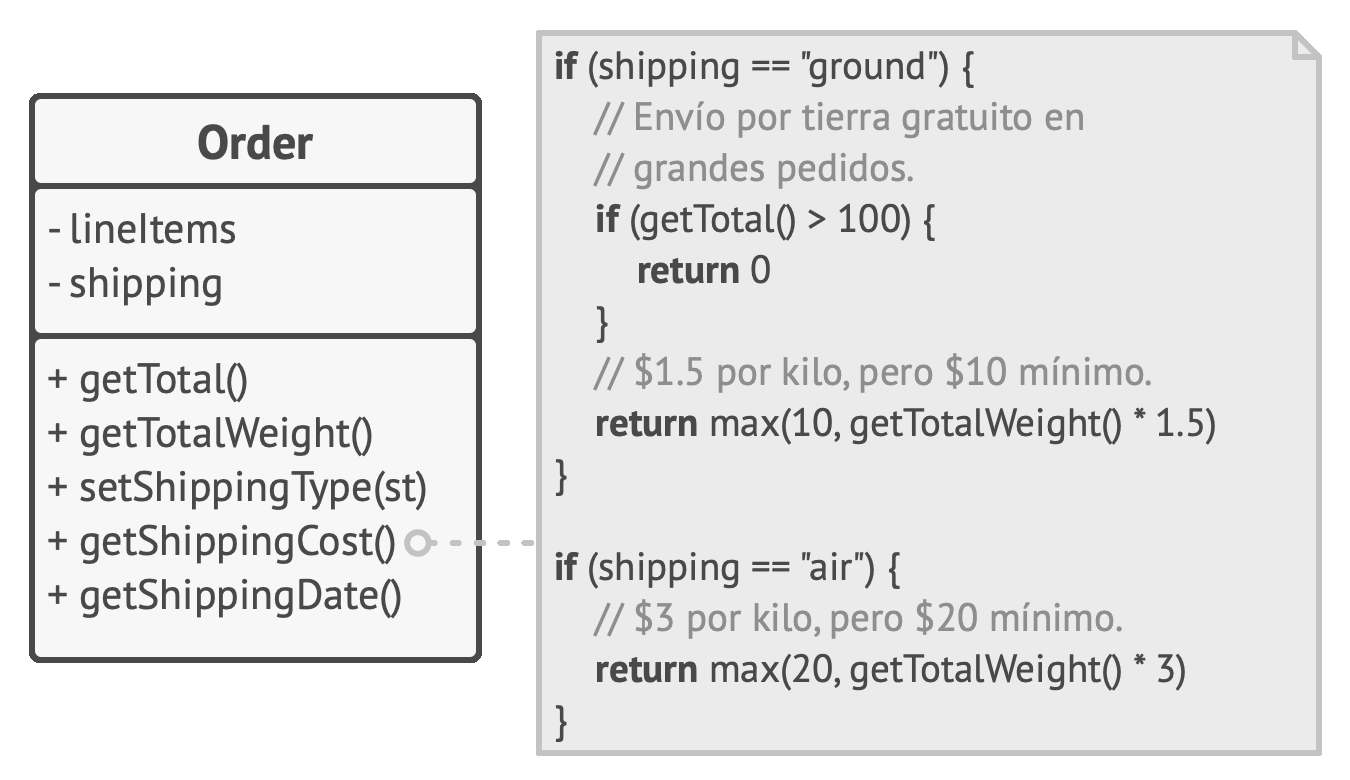 Order
- lineItems
- shipping
+ getTotal()
+ getTotalWeight()
+ setShippingType(st)
+ getShippingCost()
+ getShippingDate()
if (shipping == "ground") {
// Envío por tierra gratuito en
// grandes pedidos.
if (getTotal() > 100) {
return 0
}
// $1.5 por kilo, pero $10 mínimo.
return max(10, getTotalWeight() * 1.5)
}
if (shipping == "air") {
// $3 por kilo, pero $20 mínimo.
return max(20, getTotalWeight() * 3)
}